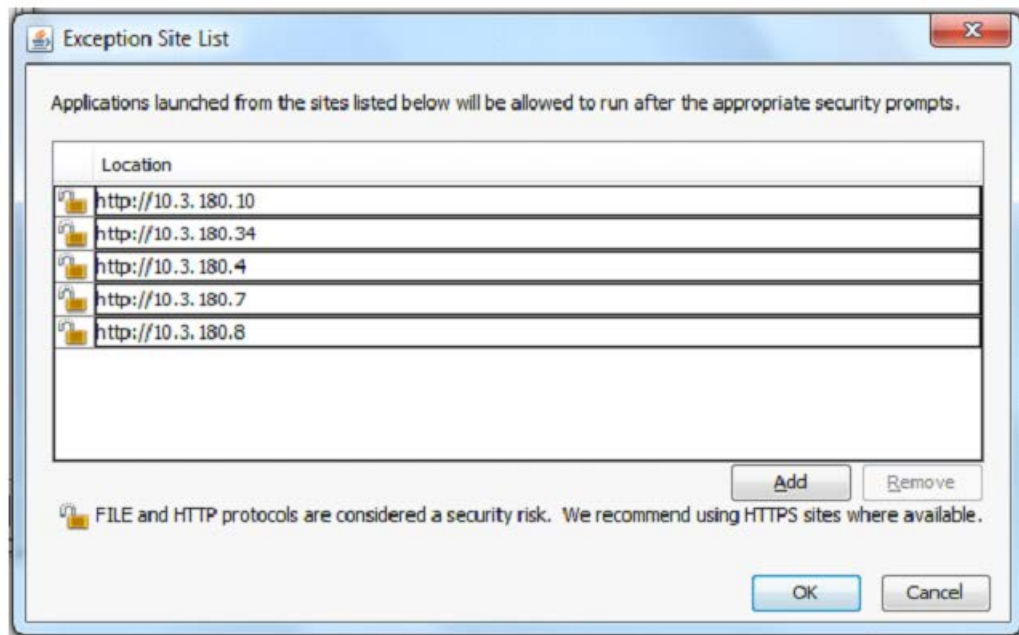 Exception Site List
Applications launched from the sites listed below will be allowed to run after the appropriate security prompts.
Location
http://10.3.180.10
http://10.3.180.34
http://10.3.180.4
http://10.3.180.7
http://10.3.180.8
Add Remove
FILE and HTTP protocols are considered a security risk. We recommend using HTTPS sites where available.
OK Cancel